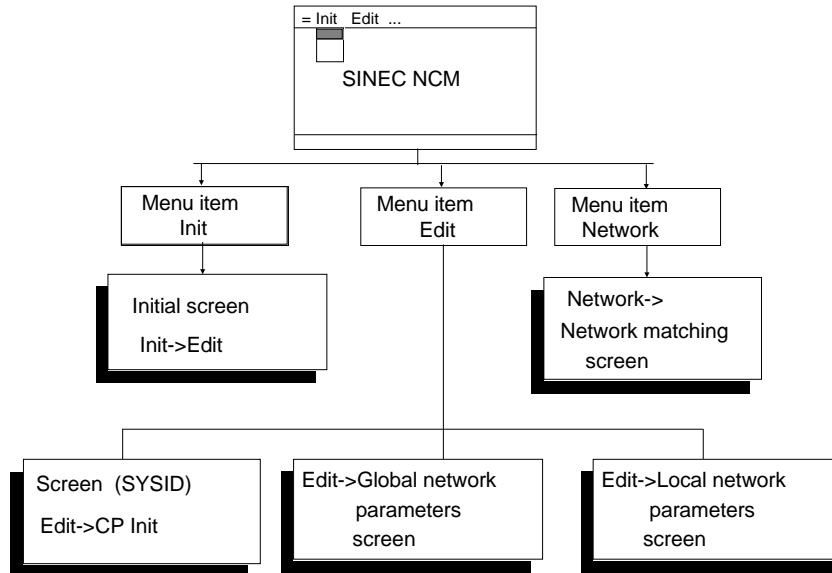 = Init Edit ...
SINEC NCM
Menu item
Init
Menu item
Edit
Menu item
Network
Initial screen
Init->Edit
Network->
Network matching
screen
Screen (SYSID)
Edit->CP Init
Edit->Global network
parameters
screen
Edit->Local network
parameters
screen